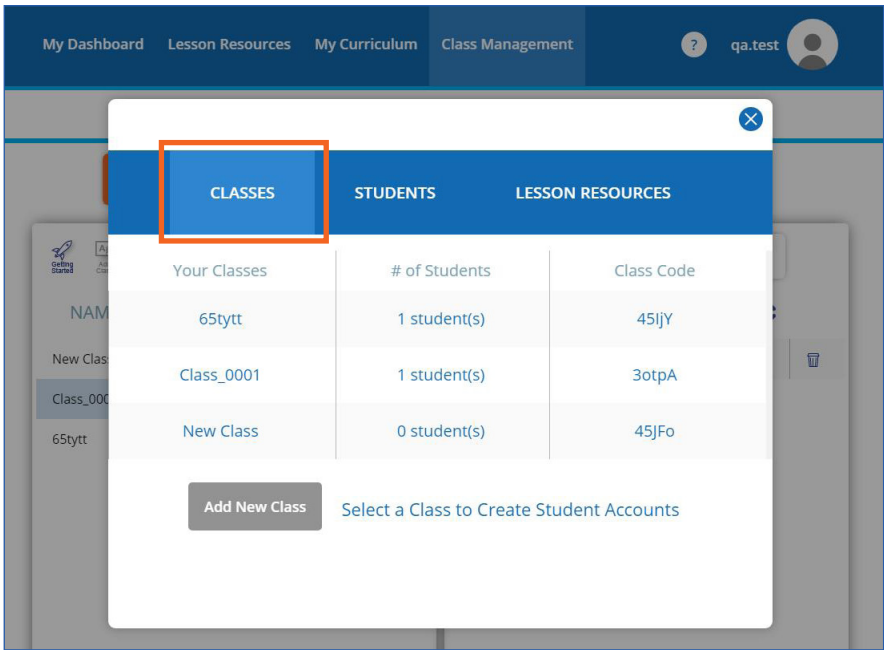 My Dashboard Lesson Resources My Curriculum Class Management ? qa.test
CLASSES STUDENTS LESSON RESOURCES
Getting
Started
Your Classes # of Students Class Code
NAM
65tytt 1 student(s) 45IjY
New Clas
Class_0001 1 student(s) 3otpA
Class_000
New Class 0 student(s) 45JFo
65tytt
Add New Class Select a Class to Create Student Accounts